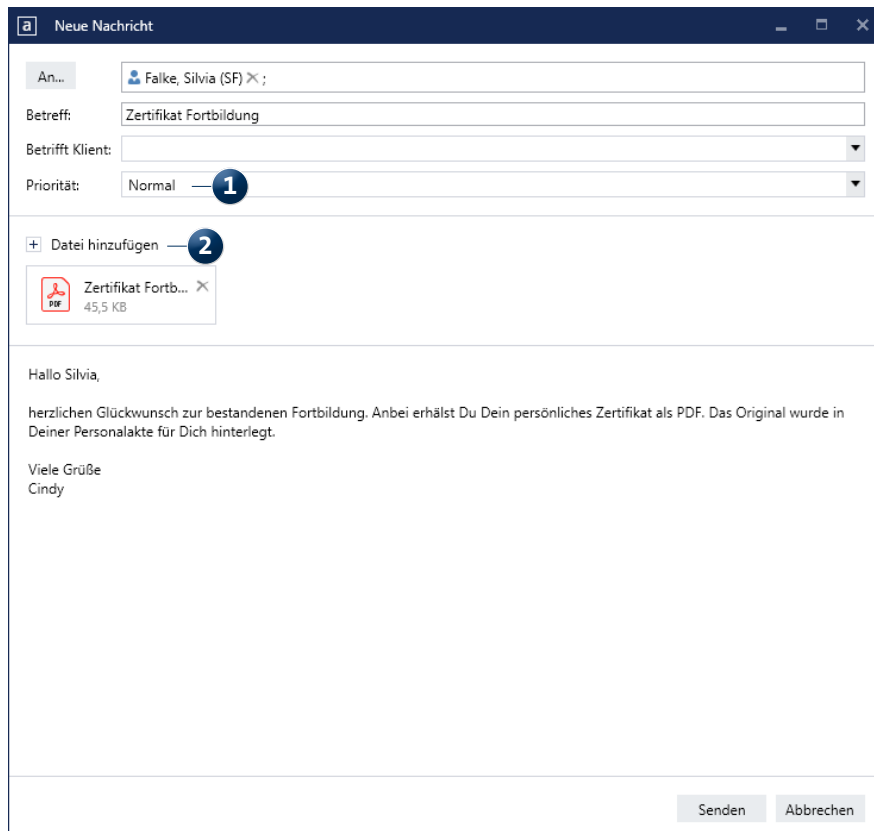 a Neue Nachricht
An... Falke, Silvia (SF) ;
Betreff: Zertifikat Fortbildung
Betrifft Klient:
Priorität: Normal 1
Datei hinzufügen 2
Zertifikat Fortb...
PDF
45,5 KB
Hallo Silvia,
herzlichen Glückwunsch zur bestandenen Fortbildung. Anbei erhälst Du Dein persönliches Zertifikat als PDF. Das Original wurde in
Deiner Personalakte für Dich hinterlegt.
Viele Grüße
Cindy
Senden Abbrechen